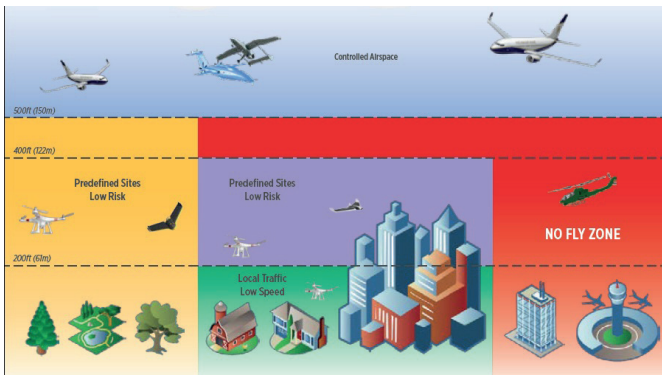 Controlled Airspace
500ft (150m)
400ft (122m)
Predefined Sites
Low Risk
Predefined Sites
Low Risk
NO FLY ZONE
200ft (61m)
Local Traffic
Low Speed